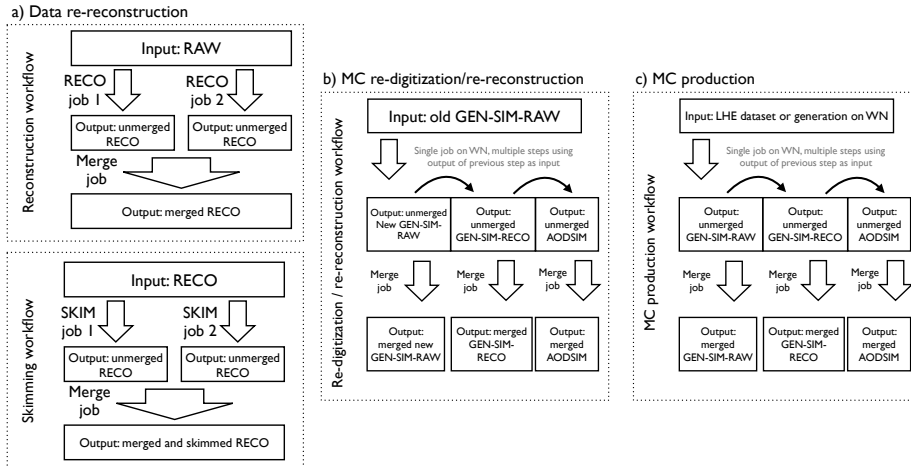 a) Data re-reconstruction
Reconstruction workflow
Input: RAW
RECO
job 1
RECO
job 2
Output: unmerged
RECO
Output: unmerged
RECO
Merge
job
Output: merged RECO
Skimming workflow
Input: RECO
SKIM
job 1
SKIM
job 2
Output: unmerged
RECO
Output: unmerged
RECO
Merge
job
Output: merged and skimmed RECO
b) MC re-digitization/re-reconstruction
Re-digitization / re-reconstruction workflow
Input: old GEN-SIM-RAW
Single job on WN, multiple steps using
output of previous step as input
Output: unmerged
New GEN-SIM-
RAW
Output:
unmerged
GEN-SIM-RECO
Output:
unmerged
AODSIM
Merge
job
Merge
job
Merge
job
Output:
merged new
GEN-SIM-RAW
Output: merged
GEN-SIM-
RECO
Output:
merged
AODSIM
c) MC production
MC production workflow
Input: LHE dataset or generation on WN
Single job on WN, multiple steps using
output of previous step as input
Output:
unmerged
GEN-SIM-RAW
Output:
unmerged
GEN-SIM-RECO
Output:
unmerged
AODSIM
Merge
job
Merge
job
Merge
job
Output:
merged
GEN-SIM-RAW
Output: merged
GEN-SIM-
RECO
Output:
merged
AODSIM